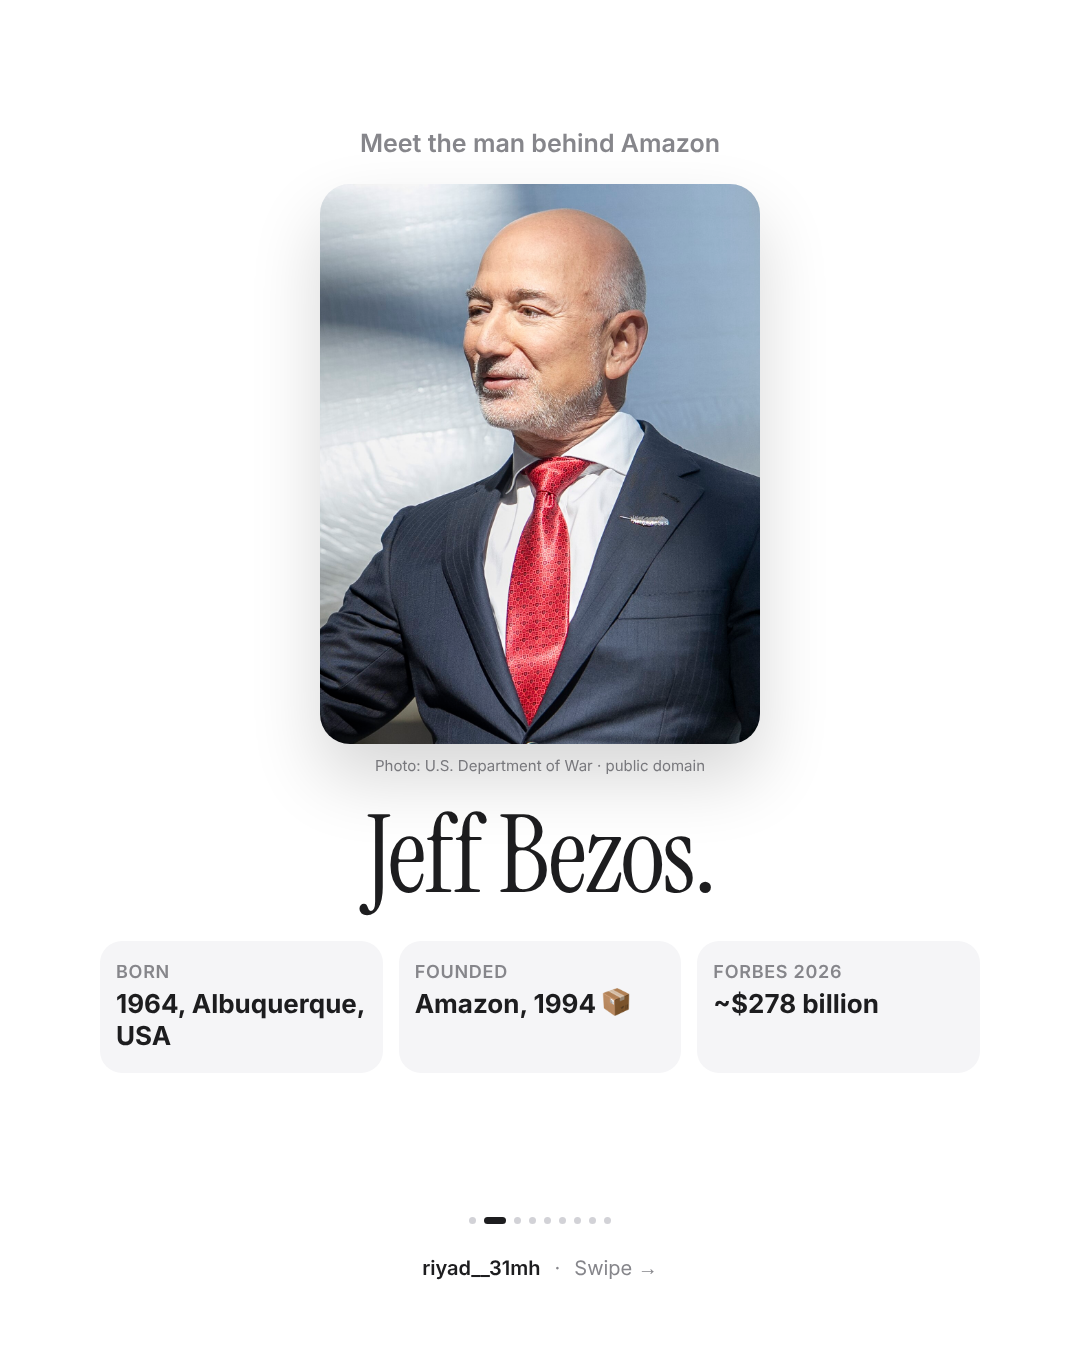 Meet the man behind Amazon
Photo: U.S. Department of War · public domain
Jeff Bezos.
BORN
1964, Albuquerque,
USA
FOUNDED
Amazon, 1994 📦
FORBES 2026
~$278 billion
riyad__31mh · Swipe →